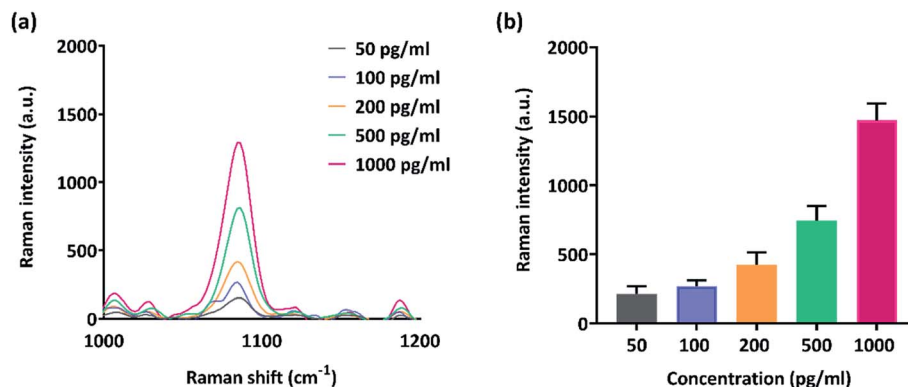 (a)
Raman intensity (a.u.)
2000
1500
1000
500
0
1000
1100
1200
Raman shift (cm⁻¹)
50 pg/ml
100 pg/ml
200 pg/ml
500 pg/ml
1000 pg/ml
(b)
Raman intensity (a.u.)
2000
1500
1000
500
0
50
100
200
500
1000
Concentration (pg/ml)